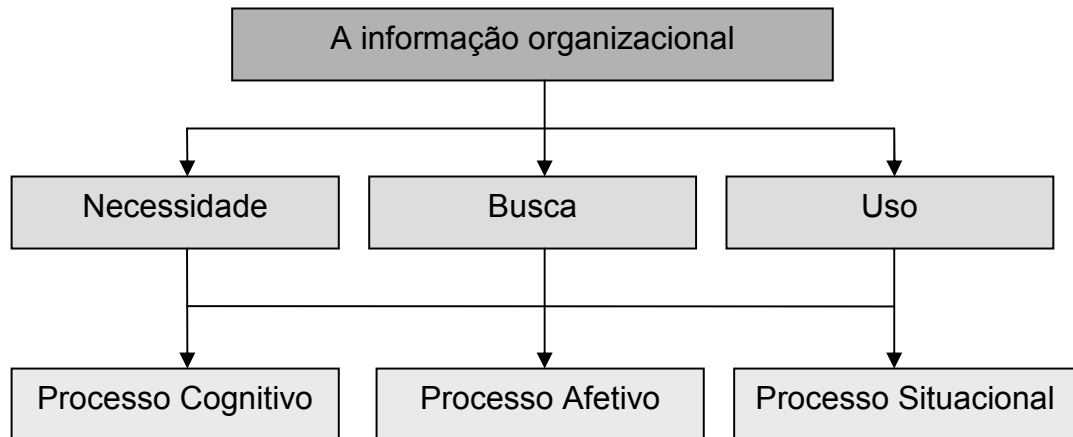 A informação organizacional
Necessidade
Busca
Uso
Processo Cognitivo
Processo Afetivo
Processo Situacional